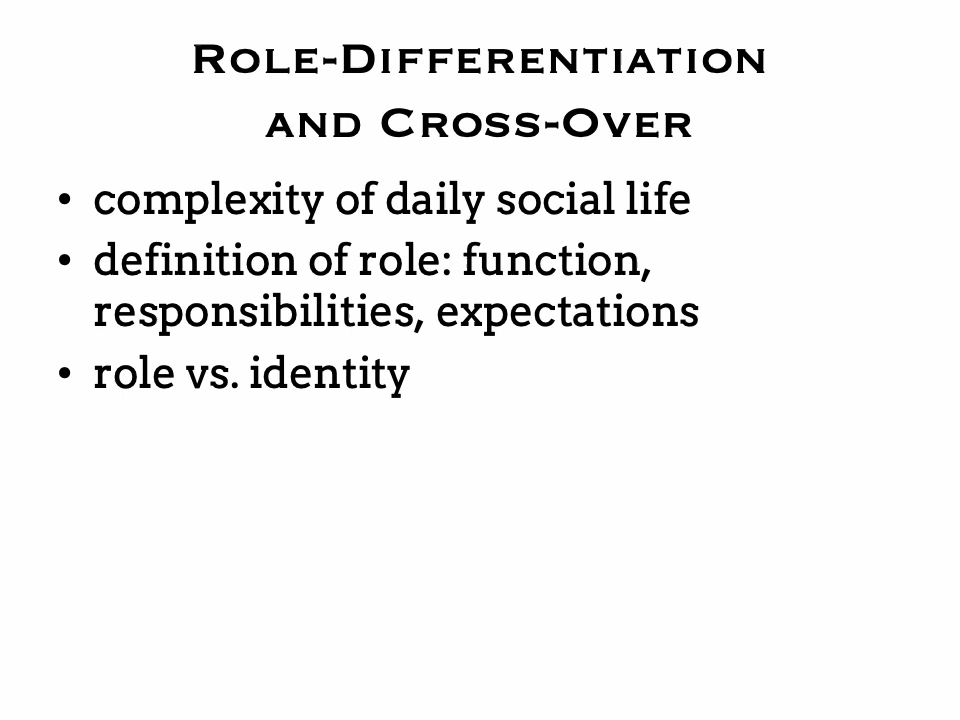 Role-Differentiation
and Cross-Over
• complexity of daily social life
• definition of role: function,
responsibilities, expectations
• role vs. identity